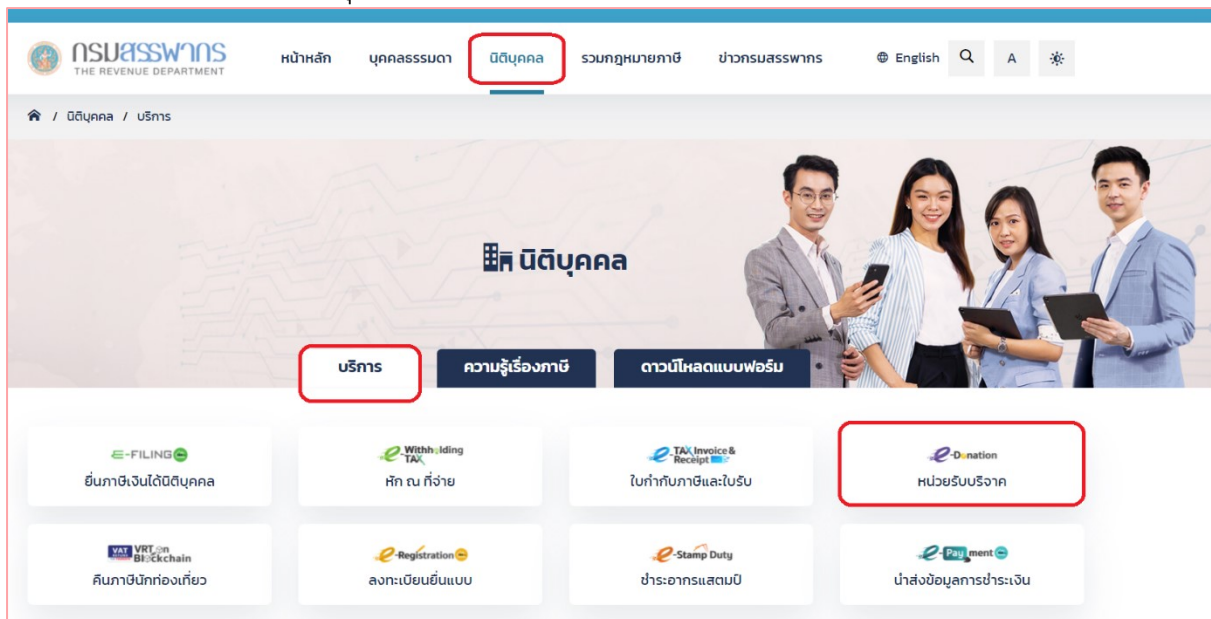 กรมสรรพากร
THE REVENUE DEPARTMENT
หน้าหลัก บุคคลธรรมดา นิติบุคคล รวมกฎหมายภาษี ข่าวกรมสรรพากร English A
/ นิติบุคคล / บริการ
นิติบุคคล
บริการ ความรู้เรื่องภาษี ดาวน์โหลดแบบฟอร์ม
E-FILING
ยื่นภาษีเงินได้นิติบุคคล
e-Withholding TAX
หัก ณ ที่จ่าย
e-TAX Invoice & Receipt
ใบกำกับภาษีและใบรับ
e-Donation
หน่วยรับบริจาค
VAT VRT on Blockchain
คืนภาษีนักท่องเที่ยว
e-Registration
ลงทะเบียนยื่นแบบ
e-Stamp Duty
ชำระอากรแสตมป์
e-Payment
นำส่งข้อมูลการชำระเงิน